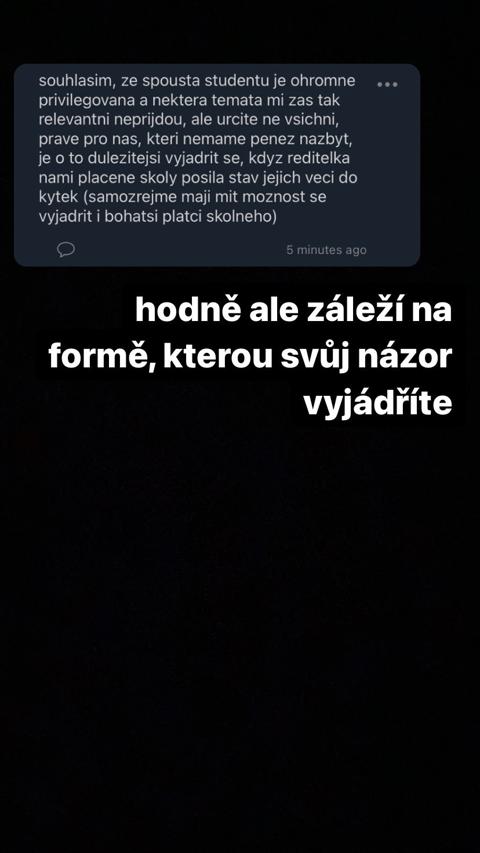 souhlasim, ze spousta studentu je ohromne
privilegovana a nektera temata mi zas tak
relevantni neprijdou, ale urcite ne vsichni,
prave pro nas, kteri nemame penez nazbyt,
je o to dulezitejsi vyjadrit se, kdyz reditelka
nami placene skoly posila stav jejich veci do
kytek (samozrejme maji mit moznost se
vyjadrit i bohatsi platci skolneho)
5 minutes ago
hodně ale záleží na
formě, kterou svůj názor
vyjádříte